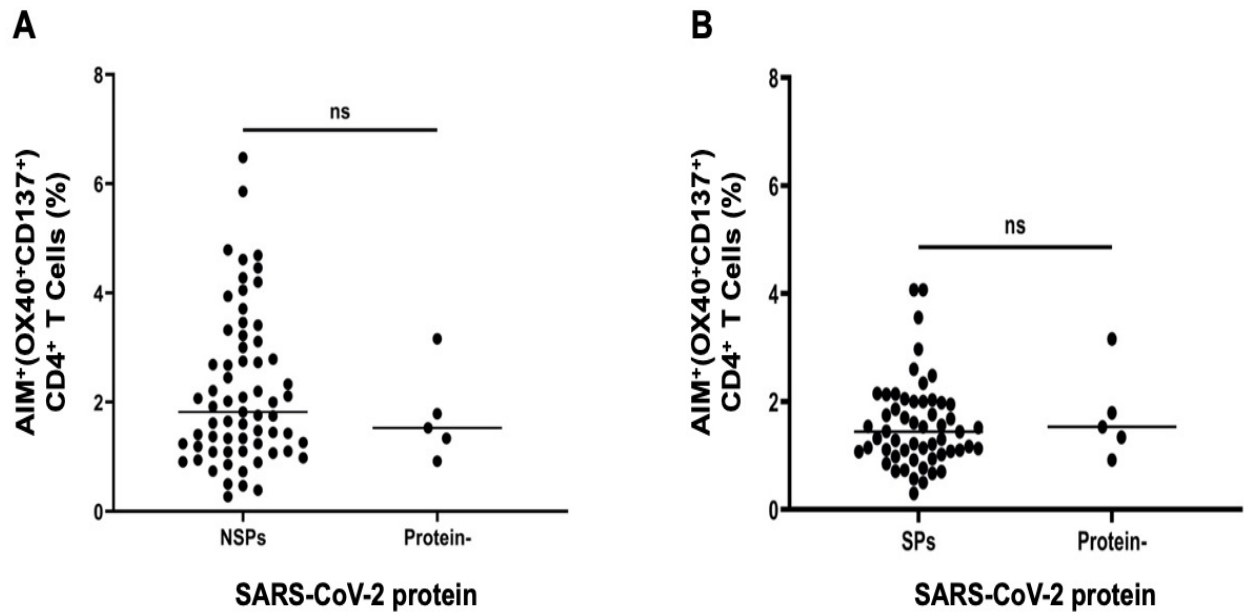 A
AIM⁺(OX40⁺CD137⁺)
CD4⁺ T Cells (%)
8
6
4
2
0
ns
NSPs
Protein-
SARS-CoV-2 protein
B
AIM⁺(OX40⁺CD137⁺)
CD4⁺ T Cells (%)
8
6
4
2
0
ns
SPs
Protein-
SARS-CoV-2 protein